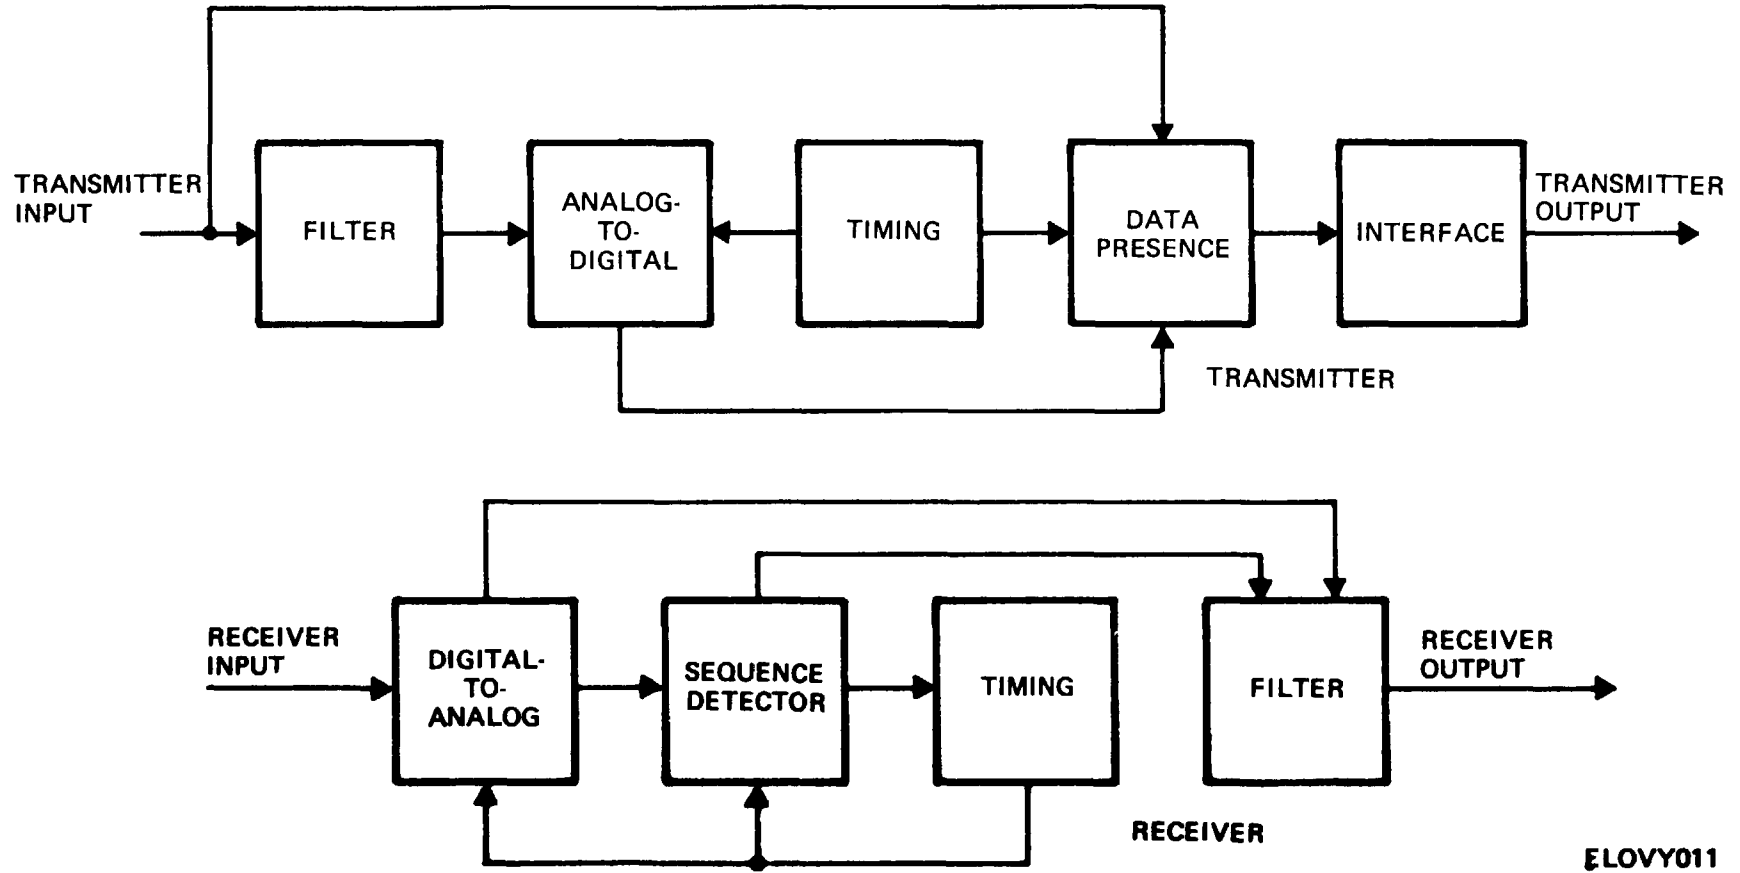 TRANSMITTER
INPUT
FILTER
ANALOG-
TO-
DIGITAL
TIMING
DATA
PRESENCE
INTERFACE
TRANSMITTER
OUTPUT
TRANSMITTER
RECEIVER
INPUT
DIGITAL-
TO-
ANALOG
SEQUENCE
DETECTOR
TIMING
FILTER
RECEIVER
OUTPUT
RECEIVER
ELOVY011